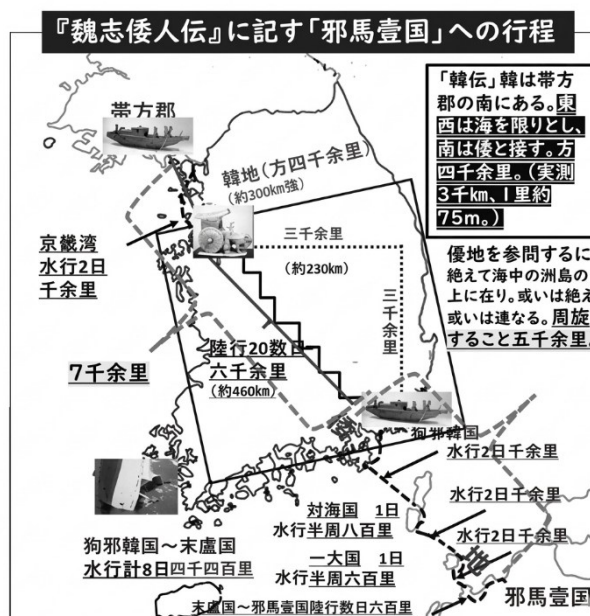 『魏志倭人伝』に記す「邪馬壹国」への行程
帯方郡
「韓伝」韓は帯方
郡の南にある。東
西は海を限りとし、
南は倭と接す。方
四千余里。(実測
3千km、1里約
75m。)
韓地(方四千余里)
(約300km強)
京畿湾
水行2日
千余里
三千余里
(約230km)
三千余里
優地を参問するに
絶えて海中の洲島の
上に在り。或いは絶え
或いは連なる。周旋
すること五千余里。
7千余里
陸行20数日
六千余里
(約460km)
狗邪韓国
水行2日千余里
水行2日千余里
水行2日千余里
対海国 1日
水行半周八百里
一大国 1日
水行半周六百里
狗邪韓国～末盧国
水行計8日四千四百里
邪馬壹国
末盧国～邪馬壹国陸行数日六百里